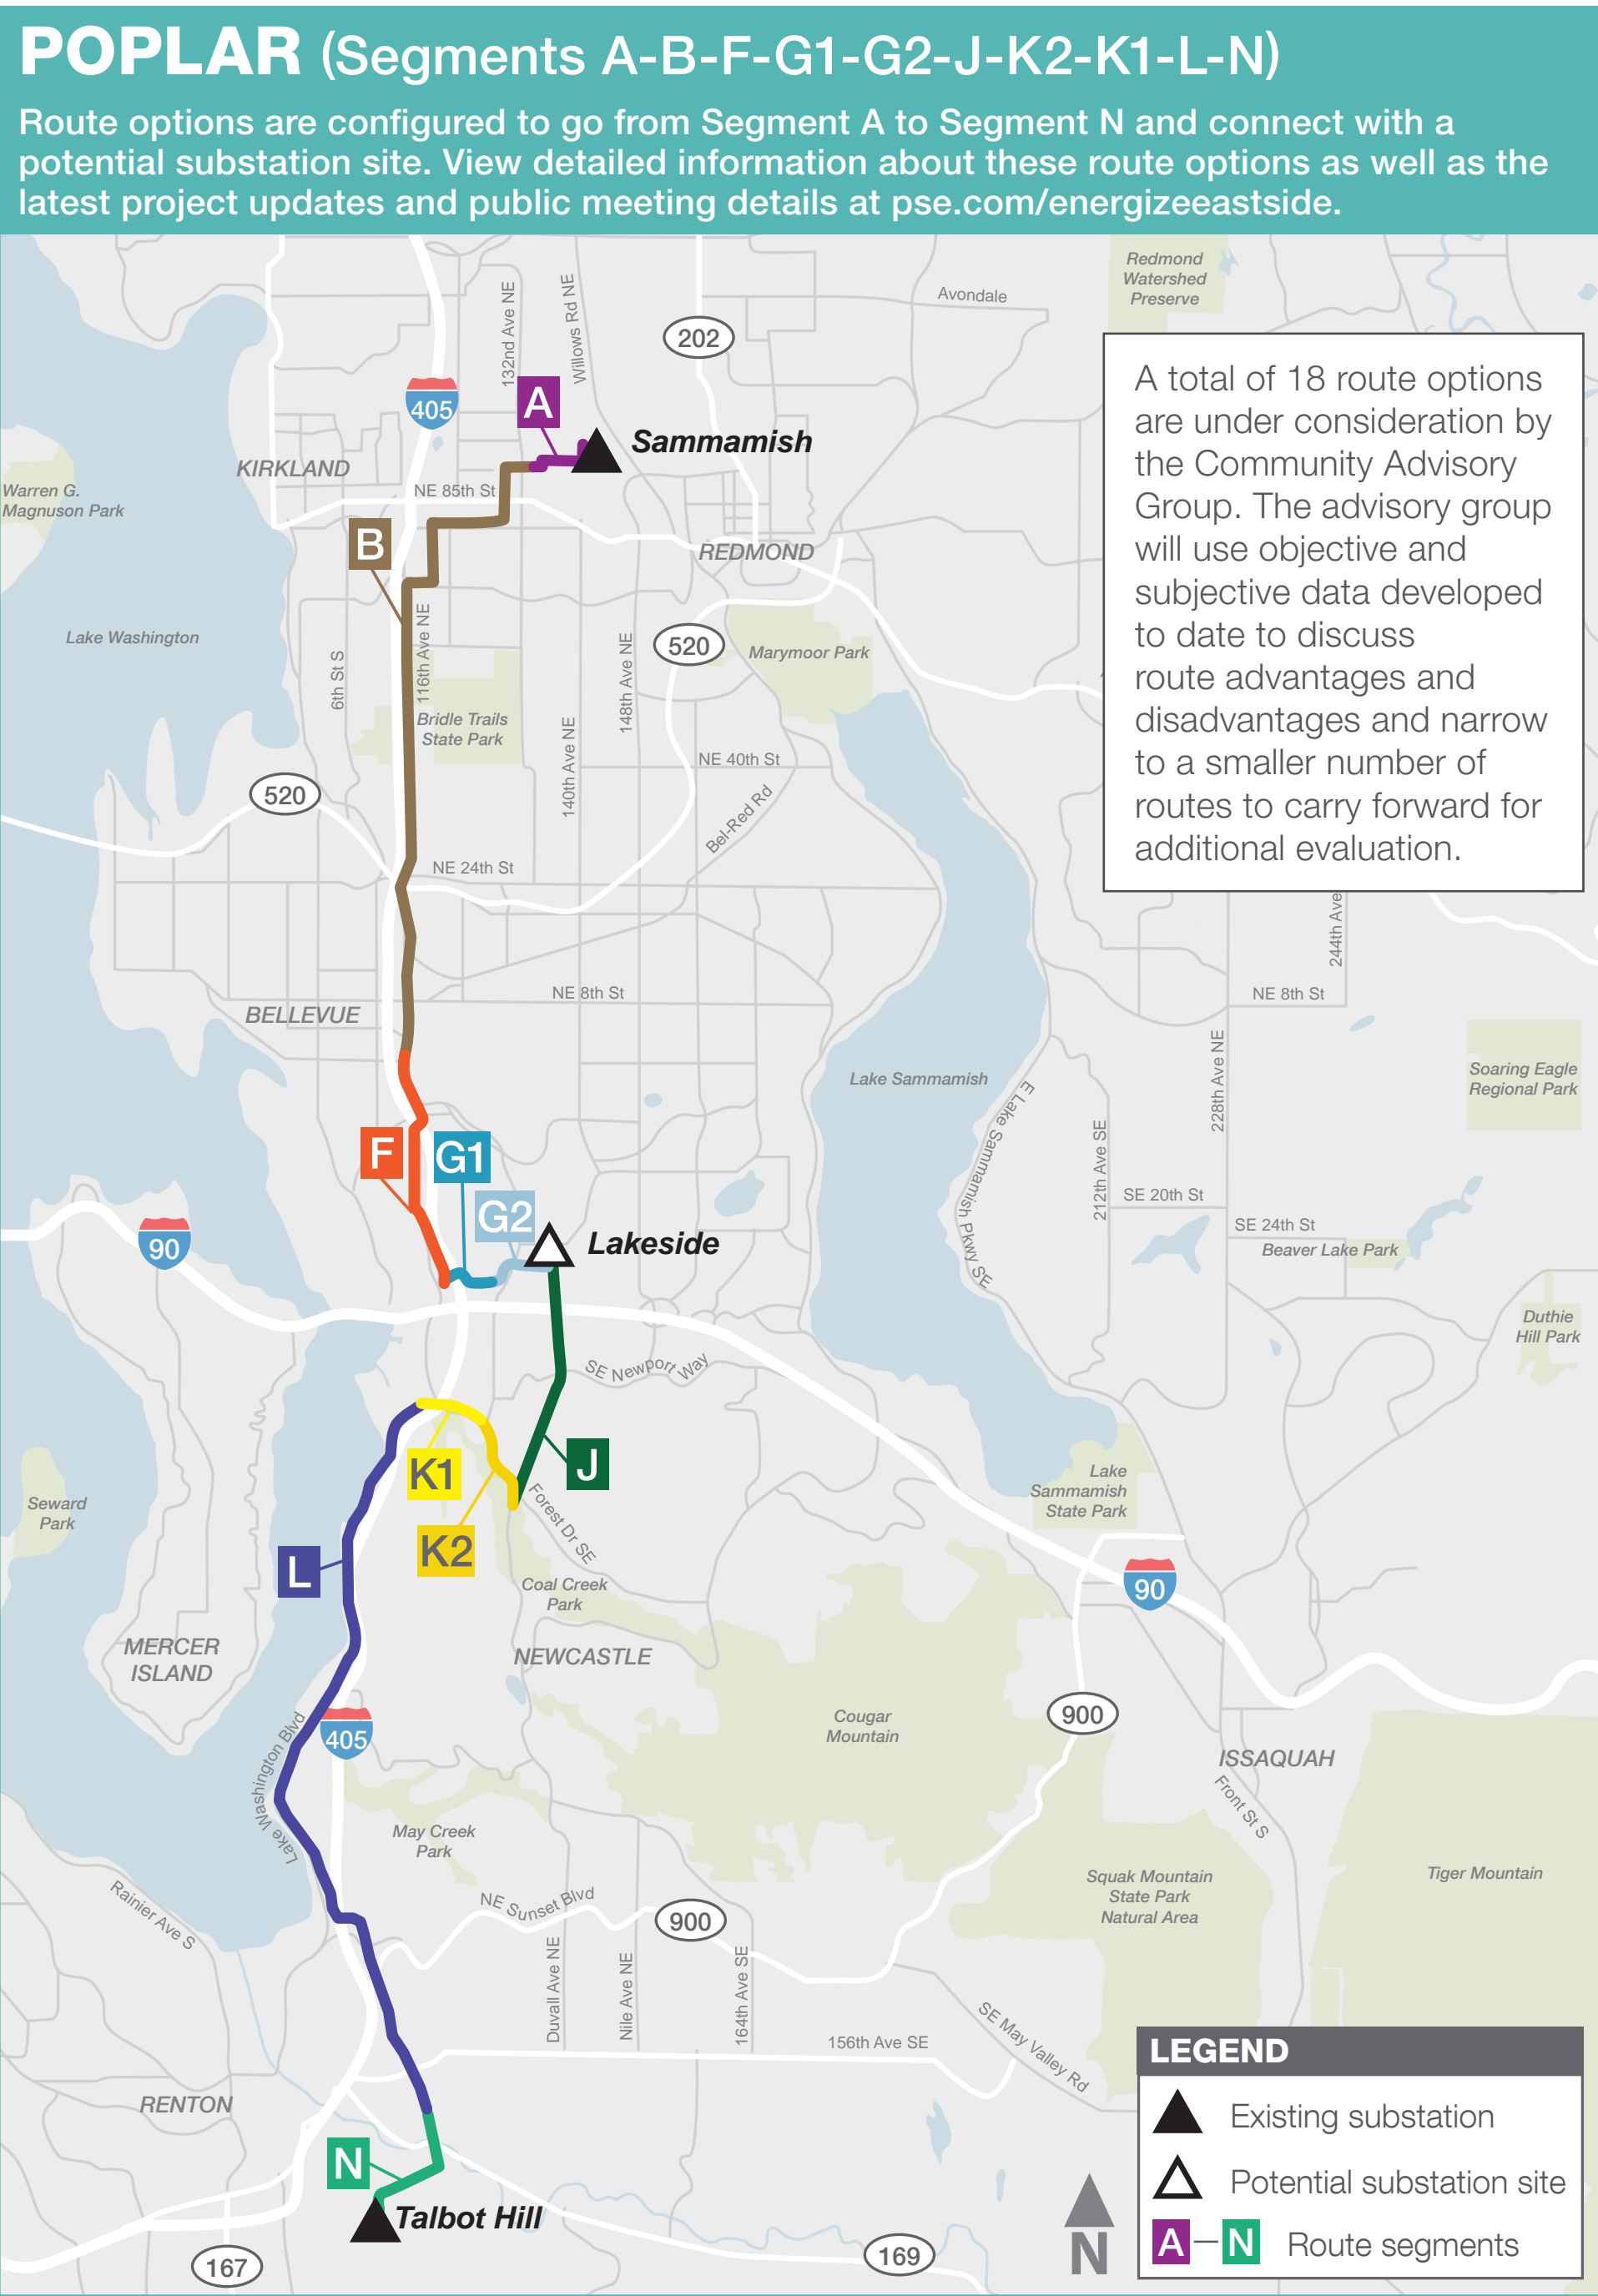 POPLAR (Segments A-B-F-G1-G2-J-K2-K1-L-N)
Route options are configured to go from Segment A to Segment N and connect with a
potential substation site. View detailed information about these route options as well as the
latest project updates and public meeting details at pse.com/energizeeastside.
Redmond
Watershed
Preserve
Avondale
132nd Ave NE
Willows Rd NE
202
A total of 18 route options
are under consideration by
the Community Advisory
Group. The advisory group
will use objective and
subjective data developed
to date to discuss
route advantages and
disadvantages and narrow
to a smaller number of
routes to carry forward for
additional evaluation.
405
A
Sammamish
KIRKLAND
NE 85th St
Warren G.
Magnuson Park
B
REDMOND
Lake Washington
116th Ave NE
6th St S
148th Ave NE
520
Marymoor Park
Bridle Trails
State Park
140th Ave NE
NE 40th St
520
Bel-Red Rd
NE 24th St
244th Ave
NE 8th St
NE 8th St
BELLEVUE
228th Ave NE
Lake Sammamish
Soaring Eagle
Regional Park
E Lake Sammamish Pkwy SE
212th Ave SE
F
G1
SE 20th St
G2
SE 24th St
90
Lakeside
Beaver Lake Park
Duthie
Hill Park
SE Newport Way
K1
J
Lake
Sammamish
State Park
Seward
Park
Forest Dr SE
K2
L
90
Coal Creek
Park
MERCER
ISLAND
NEWCASTLE
Cougar
Mountain
900
405
Lake Washington Blvd
ISSAQUAH
Front St S
May Creek
Park
Squak Mountain
State Park
Natural Area
Tiger Mountain
Rainier Ave S
NE Sunset Blvd
900
Duvall Ave NE
Nile Ave NE
164th Ave SE
156th Ave SE
SE May Valley Rd
RENTON
N
Talbot Hill
167
169
N
LEGEND
Existing substation
Potential substation site
A – N Route segments